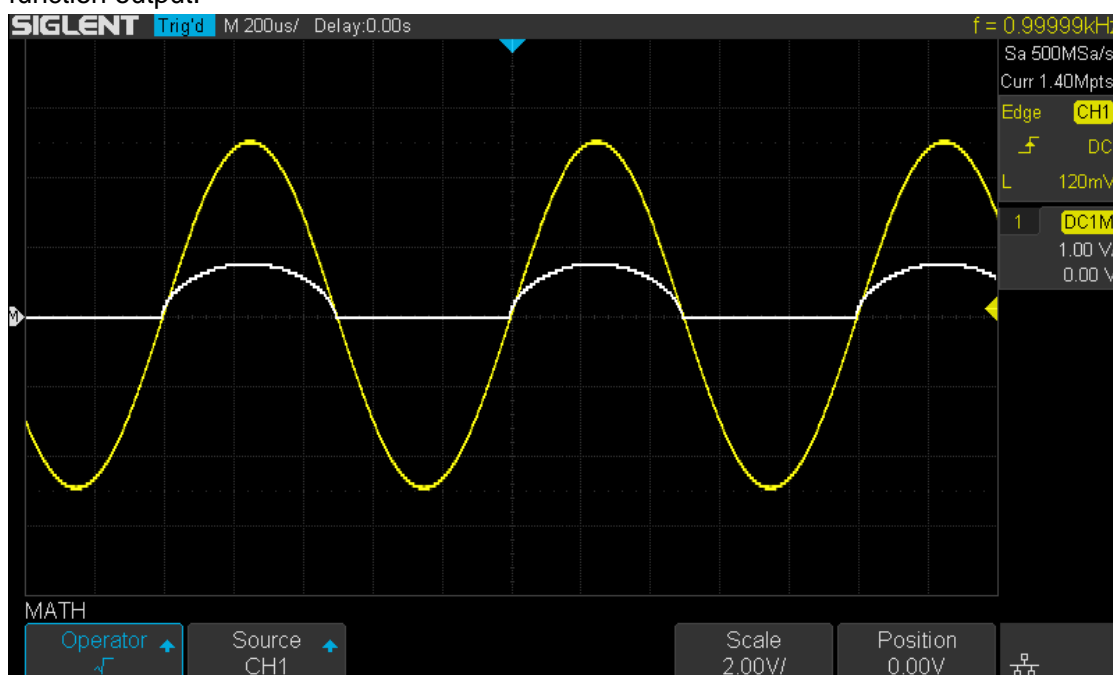 function output.
SIGLENT Trig'd M 200us/ Delay:0.00s f = 0.99999kHz
Sa 500MSa/s
Curr 1.40Mpts
Edge CH1
DC
L 120mV
1 DC1M
1.00 V/
0.00 V
M
MATH
Operator Source Scale Position
√ CH1 2.00V/ 0.00V